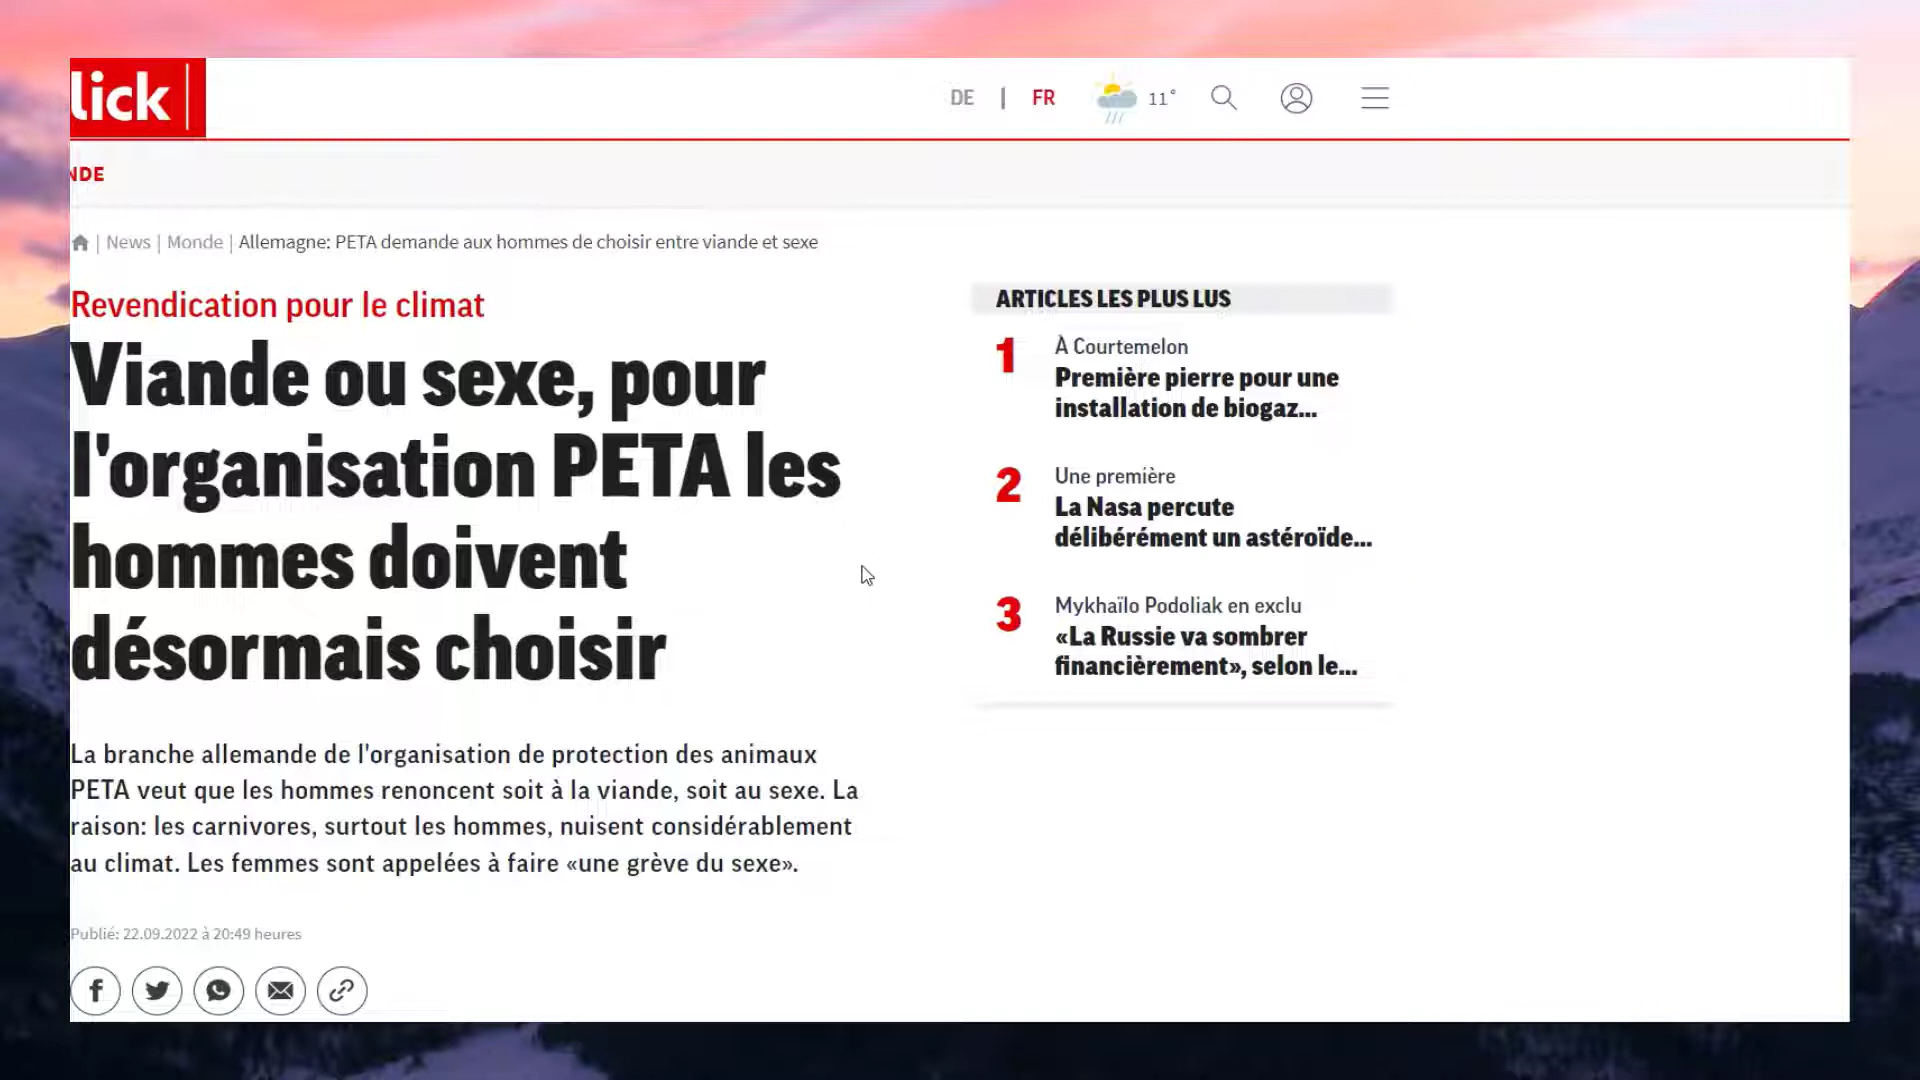 lick
DE | FR 11°
NDE
| News | Monde | Allemagne: PETA demande aux hommes de choisir entre viande et sexe
Revendication pour le climat
Viande ou sexe, pour
l'organisation PETA les
hommes doivent
désormais choisir
La branche allemande de l'organisation de protection des animaux
PETA veut que les hommes renoncent soit à la viande, soit au sexe. La
raison: les carnivores, surtout les hommes, nuisent considérablement
au climat. Les femmes sont appelées à faire «une grève du sexe».
Publié: 22.09.2022 à 20:49 heures
ARTICLES LES PLUS LUS
1
À Courtemelon
Première pierre pour une
installation de biogaz...
2
Une première
La Nasa percute
délibérément un astéroïde...
3
Mykhaïlo Podoliak en exclu
«La Russie va sombrer
financièrement», selon le...